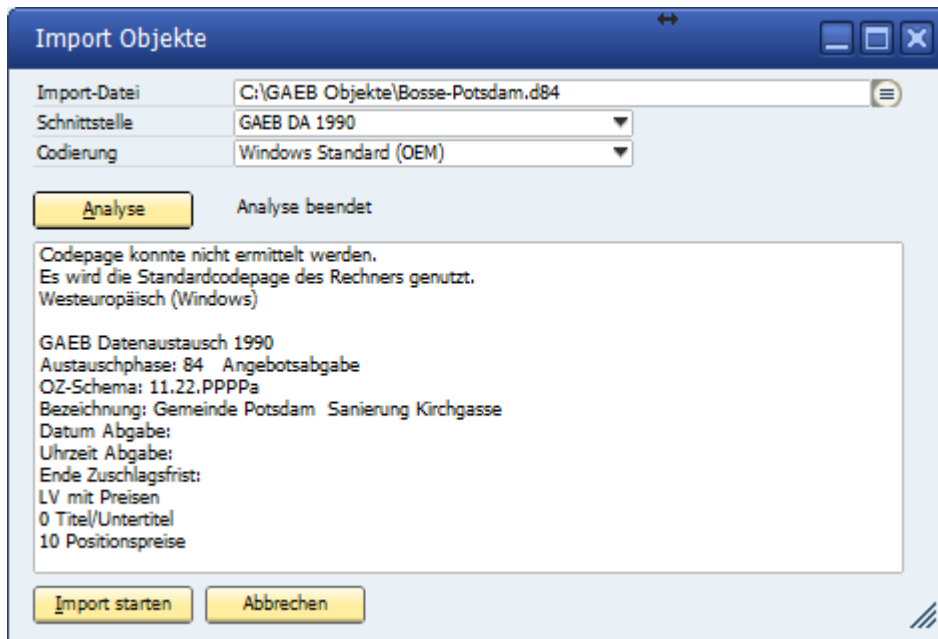 Import Objekte
Import-Datei C:\GAEB Objekte\Bosse-Potsdam.d84
Schnittstelle GAEB DA 1990
Codierung Windows Standard (OEM)
Analyse Analyse beendet
Codepage konnte nicht ermittelt werden.
Es wird die Standardcodepage des Rechners genutzt.
Westeuropäisch (Windows)
GAEB Datenaustausch 1990
Austauschphase: 84 Angebotsabgabe
OZ-Schema: 11.22.PPPPa
Bezeichnung: Gemeinde Potsdam Sanierung Kirchgasse
Datum Abgabe:
Uhrzeit Abgabe:
Ende Zuschlagsfrist:
LV mit Preisen
0 Titel/Untertitel
10 Positionspreise
Import starten Abbrechen